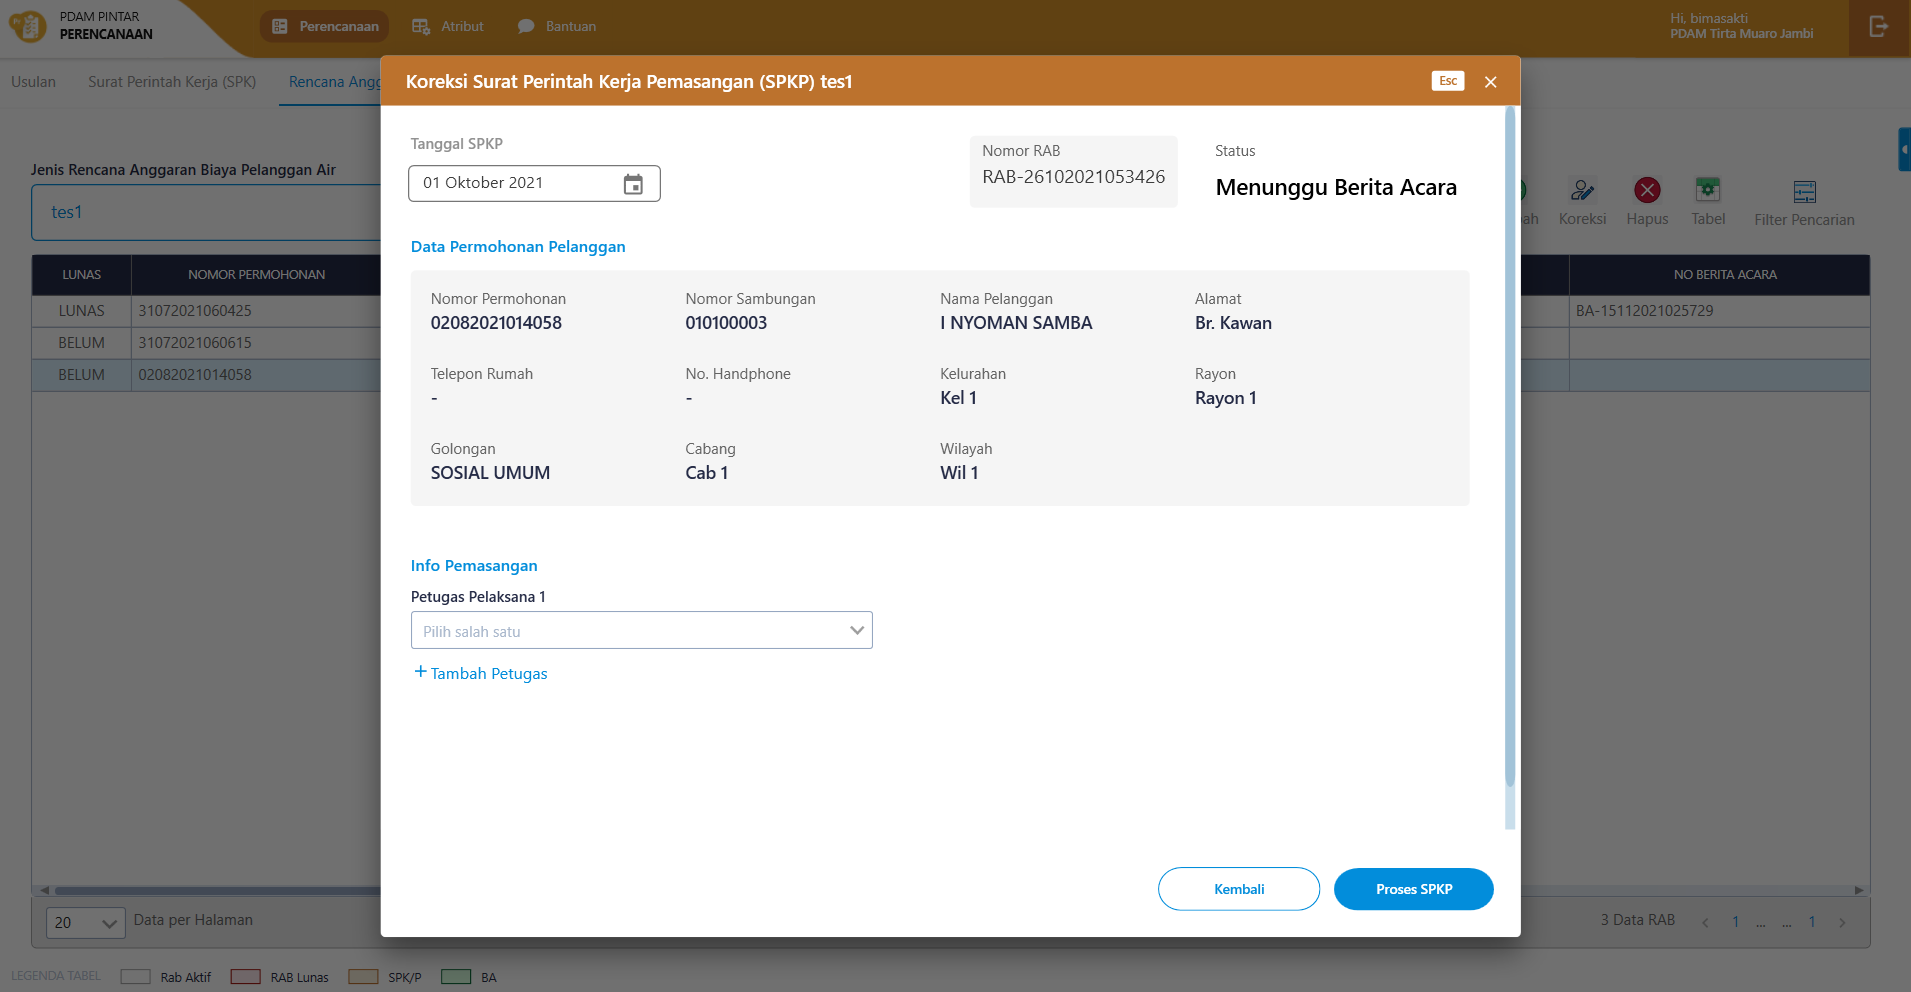 PDAM PINTAR
PERENCANAAN
Perencanaan
Atribut
Bantuan
Hi, bimasakti
PDAM Tirta Muaro Jambi
Usulan
Surat Perintah Kerja (SPK)
Rencana Angg
Koreksi Surat Perintah Kerja Pemasangan (SPKP) tes1
Esc
Tanggal SPKP
01 Oktober 2021
Nomor RAB
RAB-26102021053426
Status
Menunggu Berita Acara
Jenis Rencana Anggaran Biaya Pelanggan Air
tes1
ah
Koreksi
Hapus
Tabel
Filter Pencarian
LUNAS
NOMOR PERMOHONAN
NO BERITA ACARA
LUNAS
31072021060425
BA-15112021025729
BELUM
31072021060615
BELUM
02082021014058
Data Permohonan Pelanggan
Nomor Permohonan
02082021014058
Nomor Sambungan
010100003
Nama Pelanggan
I NYOMAN SAMBA
Alamat
Br. Kawan
Telepon Rumah
-
No. Handphone
-
Kelurahan
Kel 1
Rayon
Rayon 1
Golongan
SOSIAL UMUM
Cabang
Cab 1
Wilayah
Wil 1
Info Pemasangan
Petugas Pelaksana 1
Pilih salah satu
+ Tambah Petugas
Kembali
Proses SPKP
20
Data per Halaman
3 Data RAB
1
...
...
1
LEGENDA TABEL
Rab Aktif
RAB Lunas
SPK/P
BA